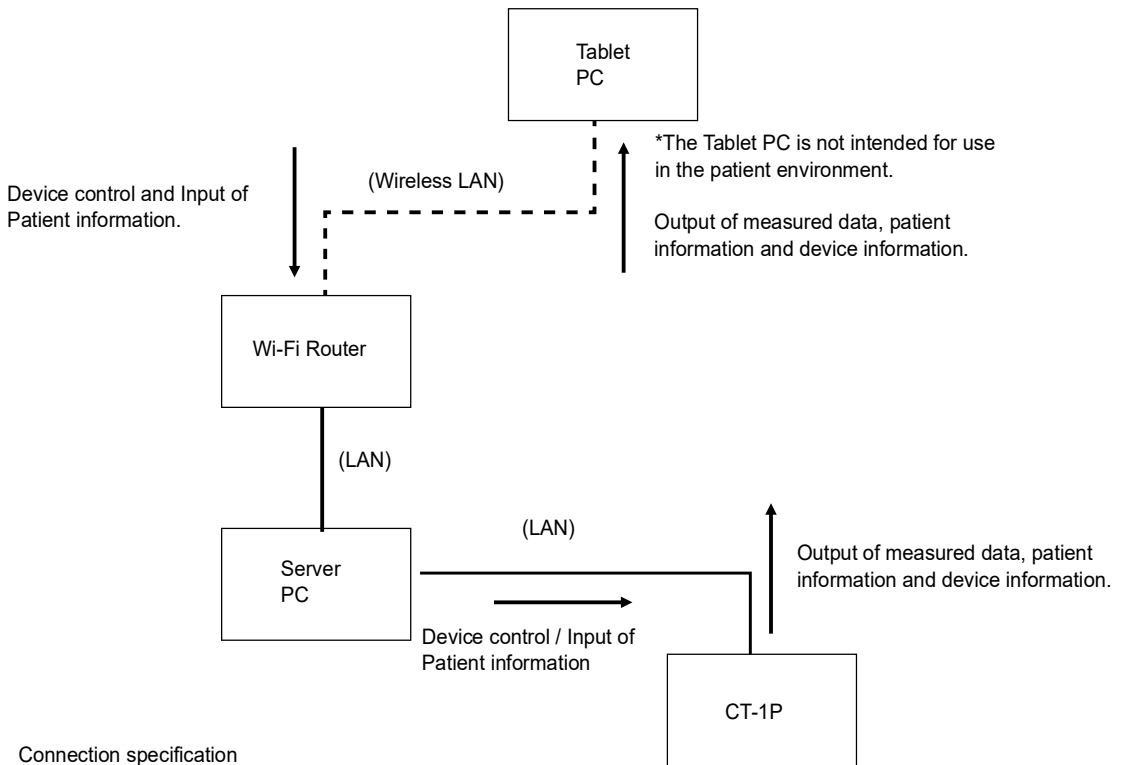 Tablet
PC
*The Tablet PC is not intended for use
in the patient environment.
Device control and Input of
Patient information.
(Wireless LAN)
Output of measured data, patient
information and device information.
Wi-Fi Router
(LAN)
(LAN)
Server
PC
Output of measured data, patient
information and device information.
Device control / Input of
Patient information
CT-1P
Connection specification